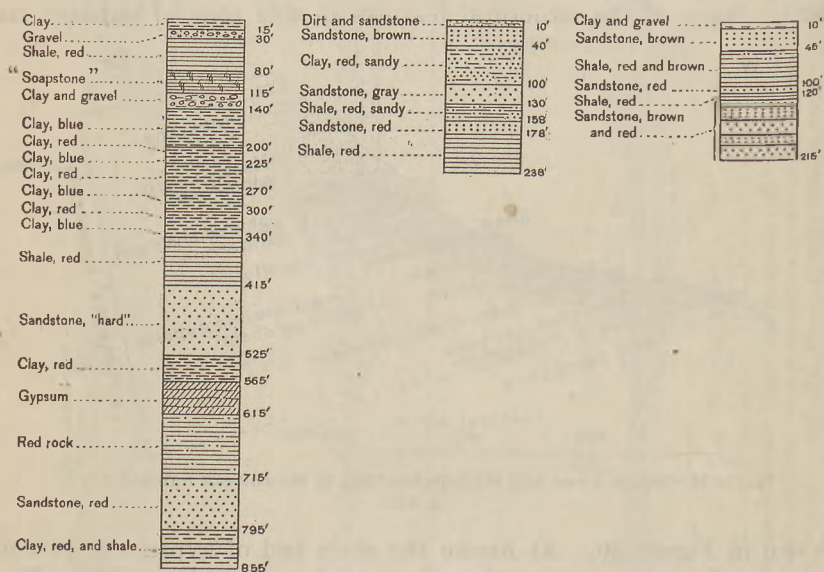 Clay
15′
Gravel
30′
Shale, red
80′
“Soapstone”
115′
Clay and gravel
140′
Clay, blue
Clay, red
200′
Clay, blue
225′
Clay, red
Clay, blue
270′
Clay, red
300′
Clay, blue
340′
Shale, red
415′
Sandstone, “hard”
525′
Clay, red
565′
Gypsum
615′
Red rock
715′
Sandstone, red
795′
Clay, red, and shale
855′
Dirt and sandstone
10′
Sandstone, brown
40′
Clay, red, sandy
100′
Sandstone, gray
130′
Shale, red, sandy
158′
Sandstone, red
178′
Shale, red
238′
Clay and gravel
10′
Sandstone, brown
45′
Shale, red and brown
100′
Sandstone, red
120′
Shale, red
Sandstone, brown
and red
215′